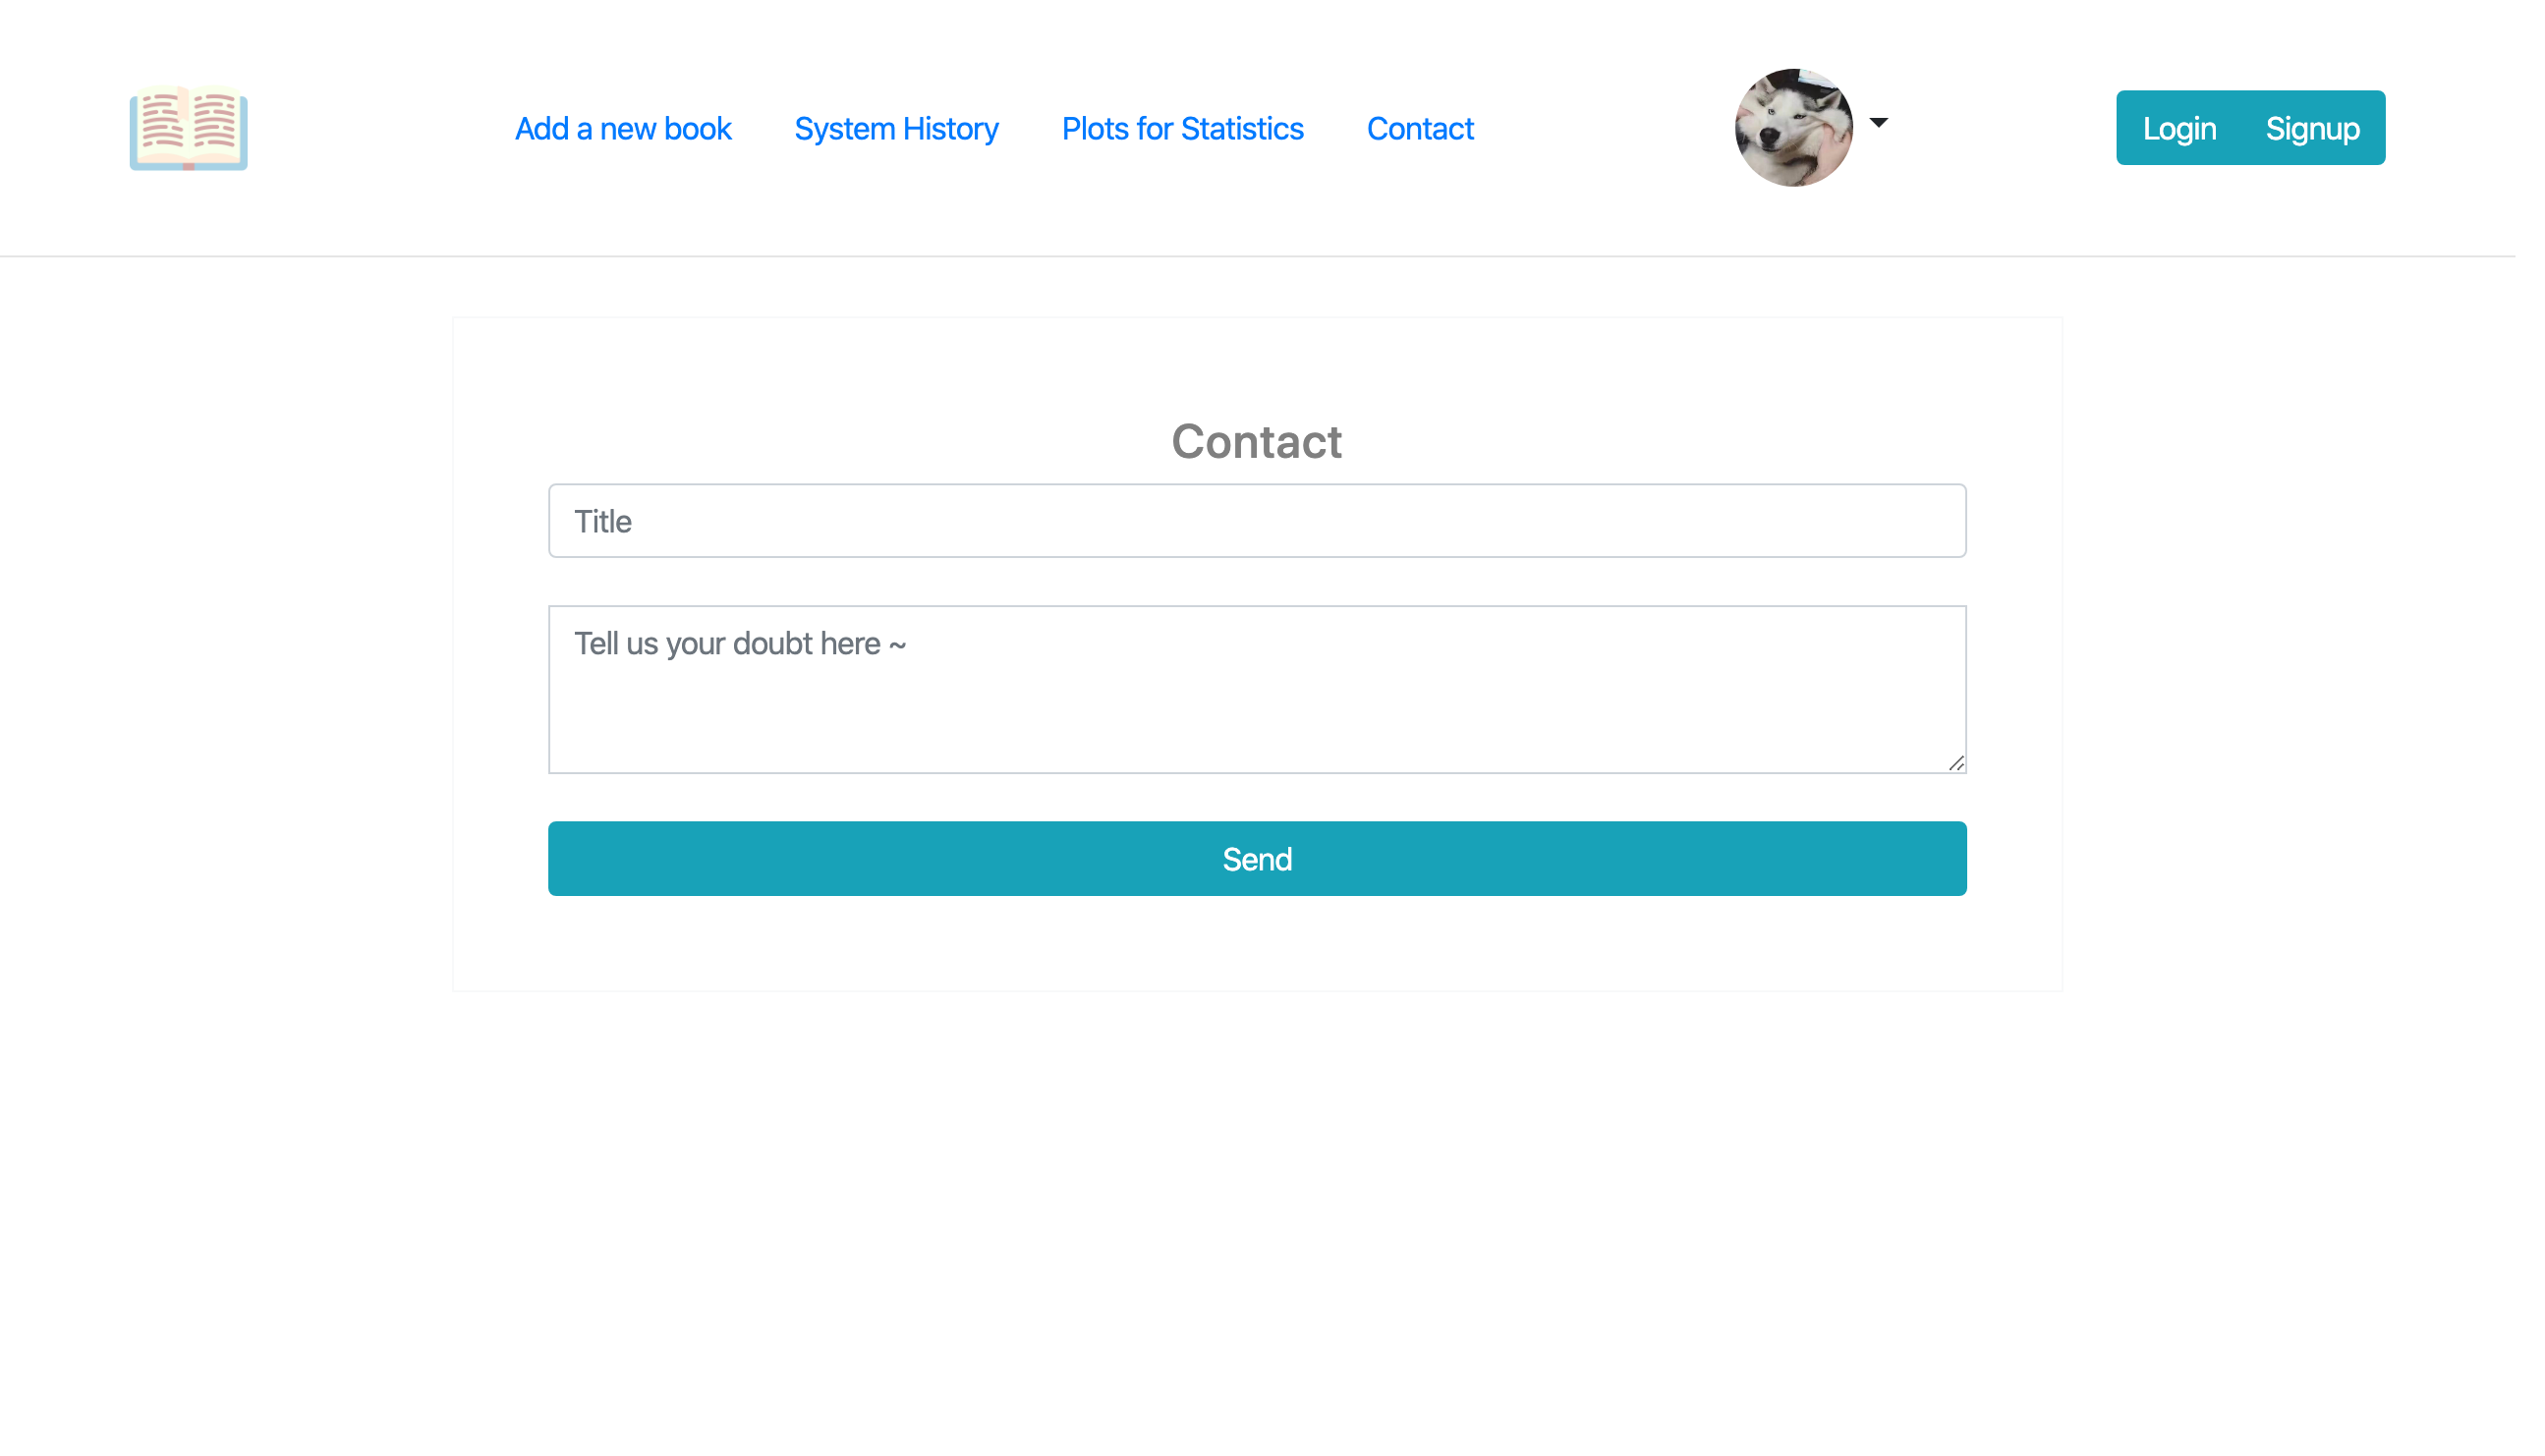 Add a new book System History Plots for Statistics Contact Login Signup
Contact
Title
Tell us your doubt here ~
Send